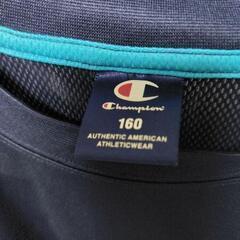 Champion
160
AUTHENTIC AMERICAN
ATHLETICWEAR